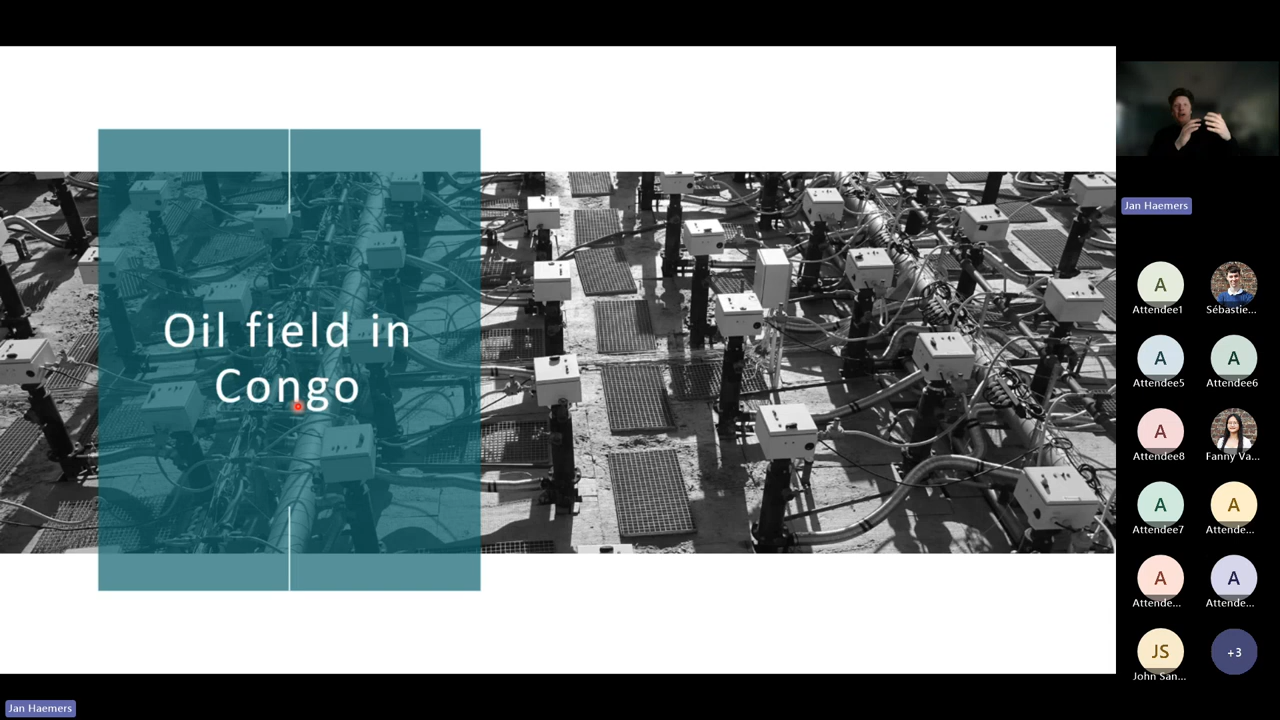 Oil field in
Congo
Jan Haemers
A
Attendee1
Sébastie...
A
Attendee5
A
Attendee6
A
Attendee8
Fanny Va...
A
Attendee7
A
Attende...
A
Attende...
A
Attende...
JS
John San...
+3
Jan Haemers